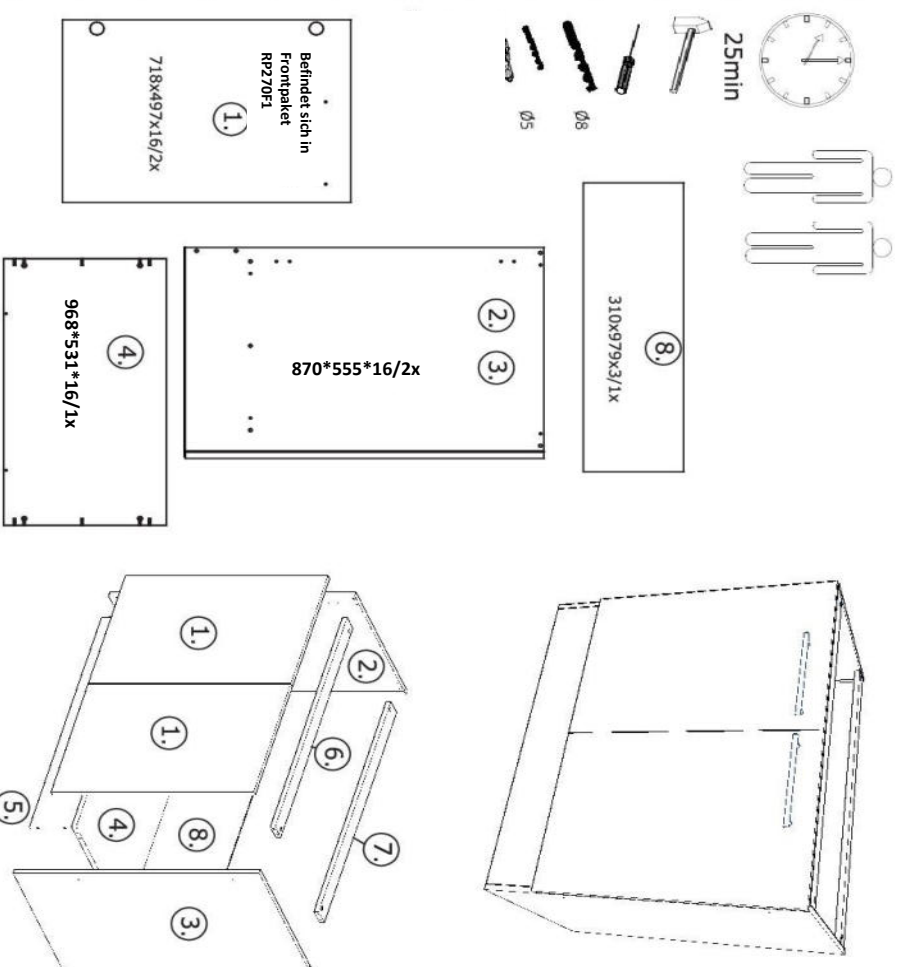 25min
Ø8
Ø5
8.
310x979x3/1x
Befindet sich in
Frontpaket
RP270F1
1.
718x497x16/2x
2. 3.
870*555*16/2x
4.
968*531*16/1x
2.
1.
1.
6.
7.
5.
4.
8.
3.